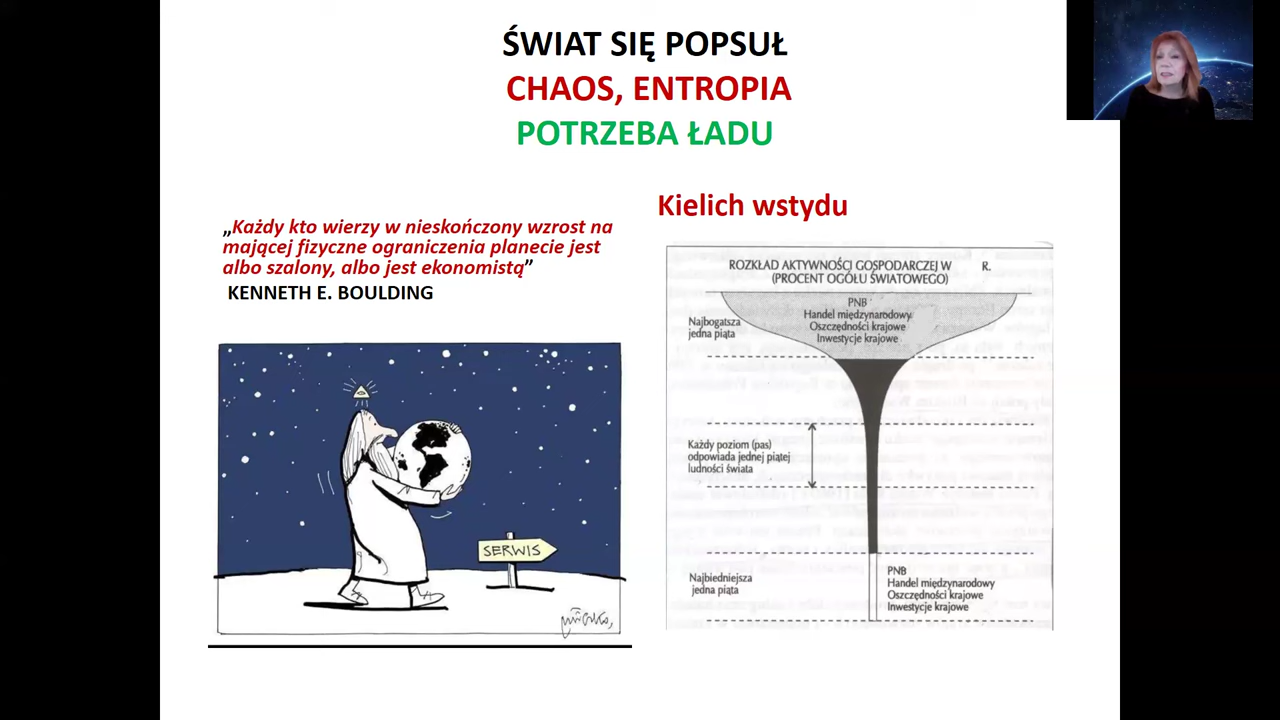 ŚWIAT SIĘ POPSUŁ
CHAOS, ENTROPIA
POTRZEBA ŁADU
„Każdy kto wierzy w nieskończony wzrost na
mającej fizyczne ograniczenia planecie jest
albo szalony, albo jest ekonomistą”
KENNETH E. BOULDING
SERWIS
Kielich wstydu
ROZKŁAD AKTYWNOŚCI GOSPODARCZEJ W R.
(PROCENT OGÓŁU ŚWIATOWEGO)
Najbogatsza
jedna piąta
PNB
Handel międzynarodowy
Oszczędności krajowe
Inwestycje krajowe
Każdy poziom (pas)
odpowiada jednej piątej
ludności świata
Najbiedniejsza
jedna piąta
PNB
Handel międzynarodowy
Oszczędności krajowe
Inwestycje krajowe